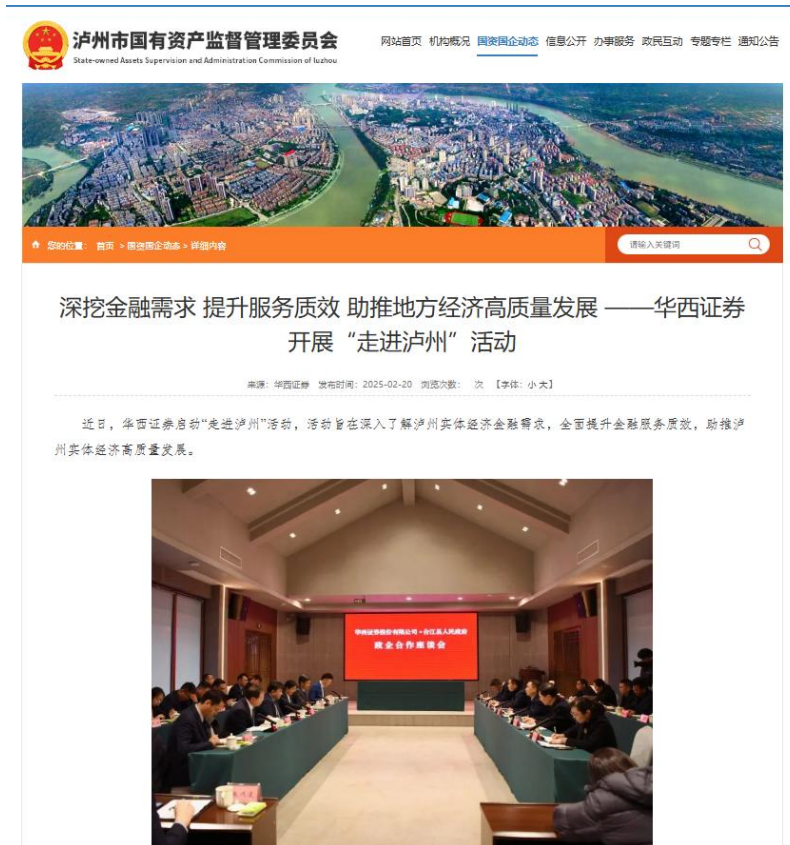 泸州市国有资产监督管理委员会
State-owned Assets Supervision and Administration Commission of luzhou
网站首页 机构概况 国资国企动态 信息公开 办事服务 政民互动 专题专栏 通知公告
您的位置： 首页 > 国资国企动态 > 详细内容
请输入关键词
深挖金融需求 提升服务质效 助推地方经济高质量发展 ——华西证券
开展“走进泸州”活动
来源：华西证券 发布时间：2025-02-20 浏览次数： 次 【字体：小 大】
近日，华西证券启动“走进泸州”活动，活动旨在深入了解泸州实体经济金融需求，全面提升金融服务质效，助推泸
州实体经济高质量发展。
华西证券股份有限公司·合江县人民政府
政企合作座谈会